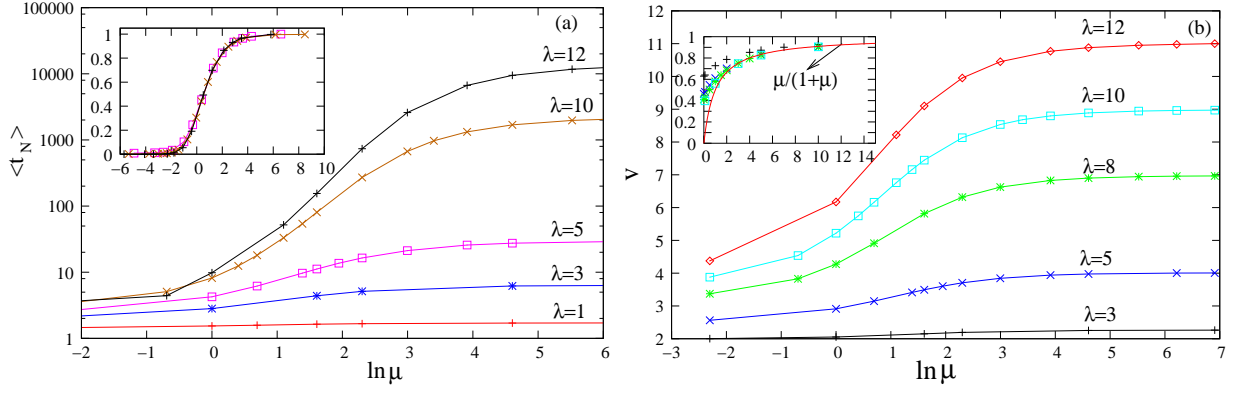 (a)
100000
10000
1000
100
10
1
<t_N>
1
0.8
0.6
0.4
0.2
0
−6 −4 −2 0 2 4 6 8 10
λ=12
λ=10
λ=5
λ=3
λ=1
−2 −1 0 1 2 3 4 5 6
ln μ
(b)
12
11
10
9
8
7
6
5
4
3
2
v
1
0.8
0.6
0.4
0.2
0
0 2 4 6 8 10 12 14
μ/(1+μ)
λ=12
λ=10
λ=8
λ=5
λ=3
−3 −2 −1 0 1 2 3 4 5 6 7
ln μ